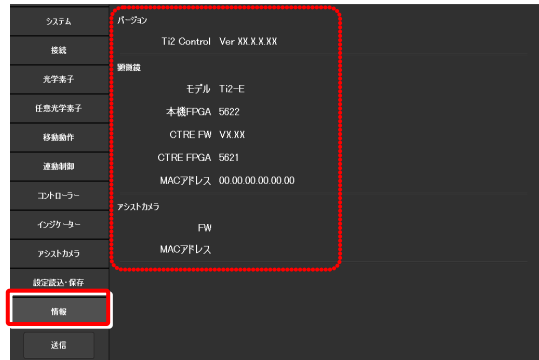 システム
接続
光学素子
任意光学素子
移動動作
連動制御
コントローラー
インジケーター
アシストカメラ
設定読込・保存
情報
送信
バージョン
Ti2 Control Ver XX.X.X.XX
顕微鏡
モデル Ti2-E
本機FPGA 5622
CTRE FW VX.XX
CTRE FPGA 5621
MACアドレス 00.00.00.00.00.00
アシストカメラ
FW
MACアドレス